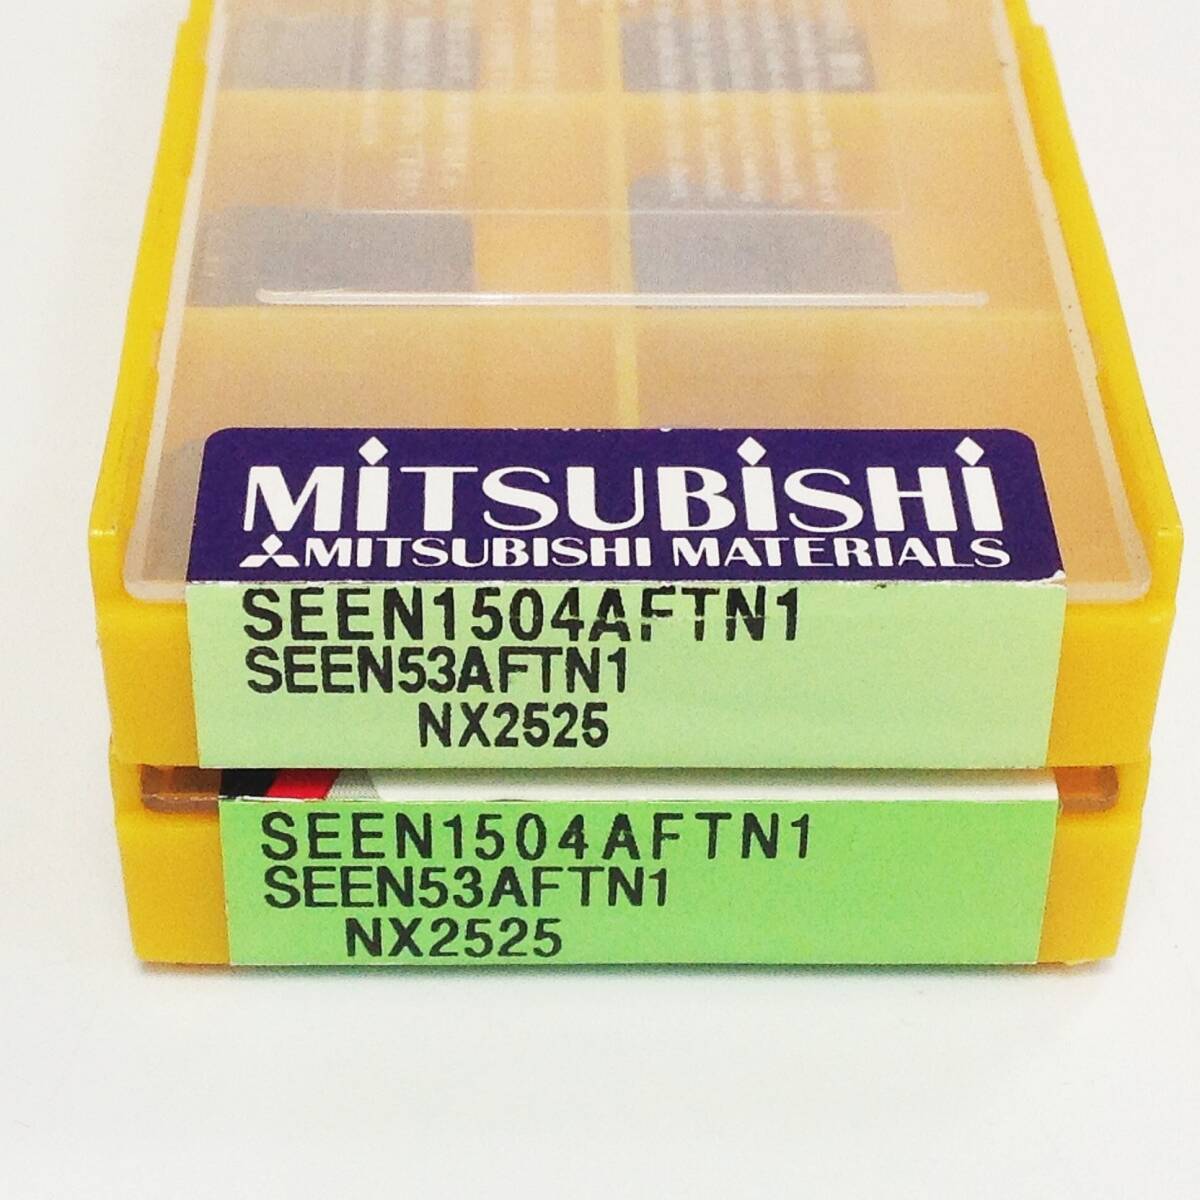 MITSUBISHI
MITSUBISHI MATERIALS
SEEN1504AFTN1
SEEN53AFTN1
NX2525
SEEN1504AFTN1
SEEN53AFTN1
NX2525